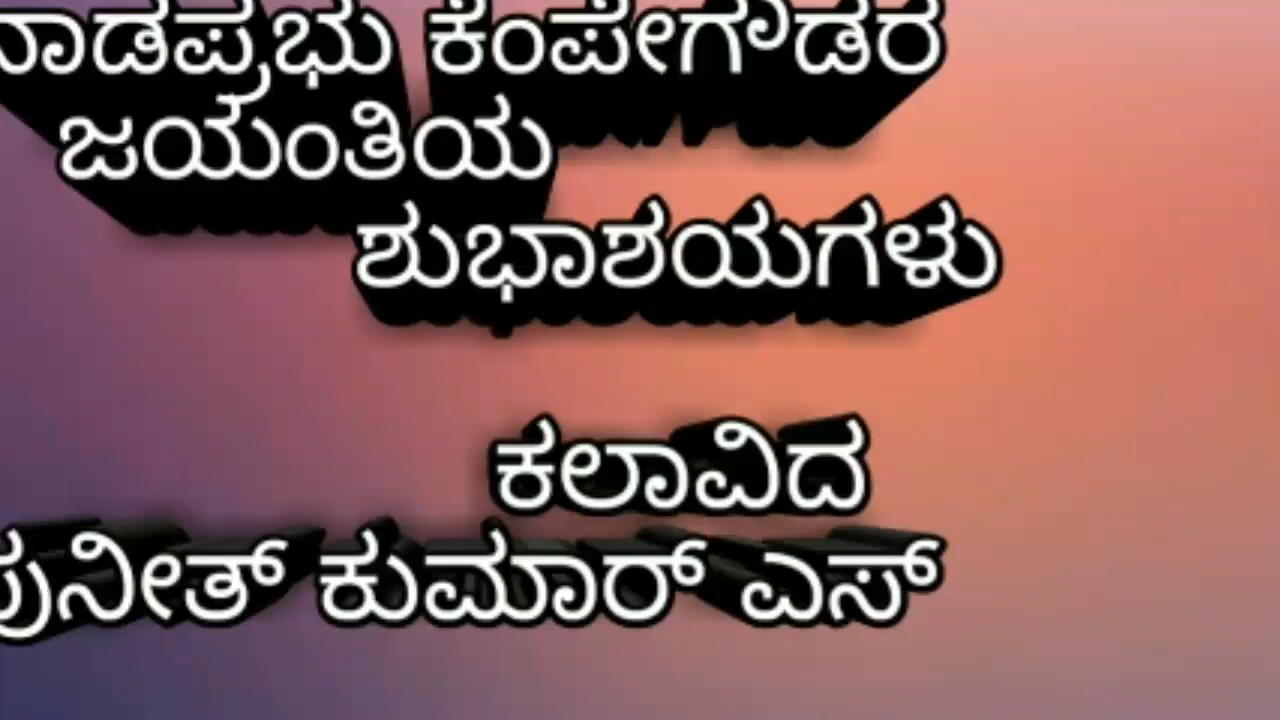 ನಾಡಪ್ರಭು ಕೆಂಪೇಗೌಡರ
ಜಯಂತಿಯ
ಶುಭಾಶಯಗಳು
ಕಲಾವಿದ
ಪುನೀತ್ ಕುಮಾರ್ ಎಸ್